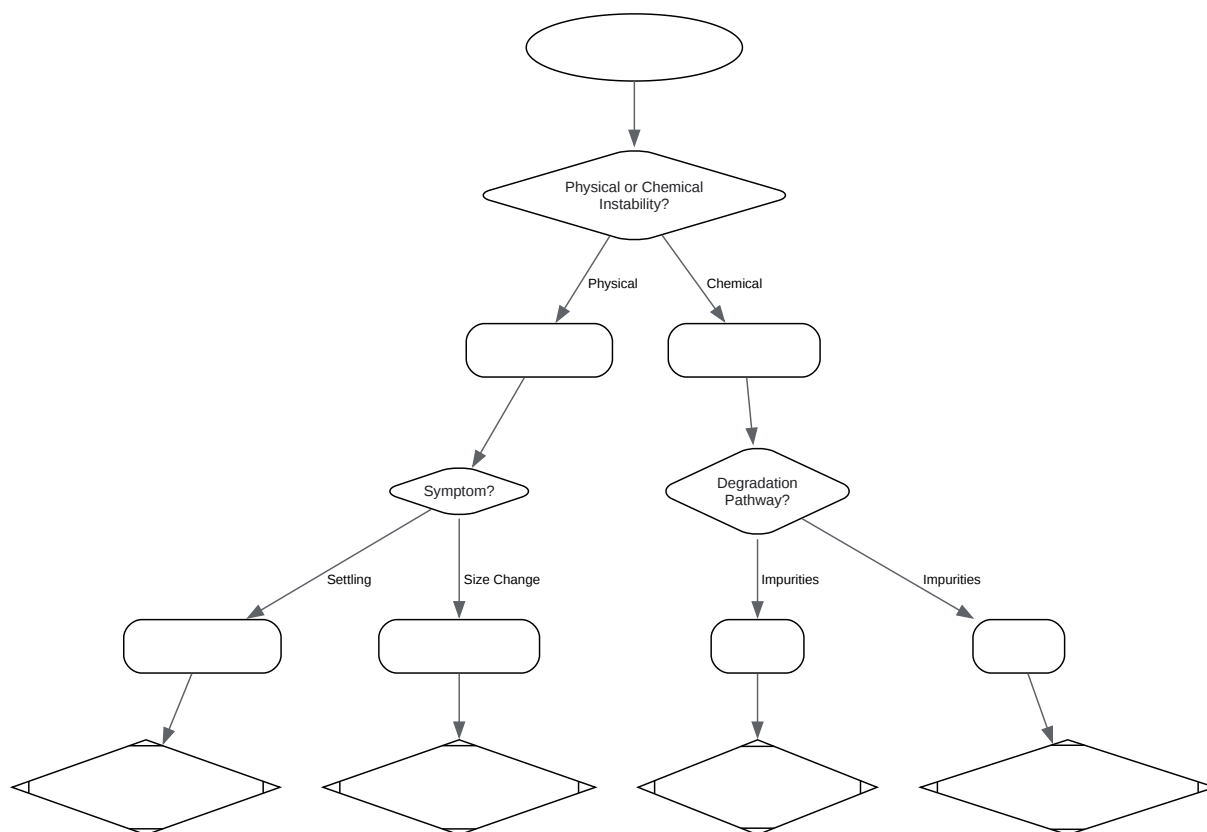 Physical or Chemical
Instability?
Physical
Chemical
Symptom?
Degradation
Pathway?
Settling
Size Change
Impurities
Impurities